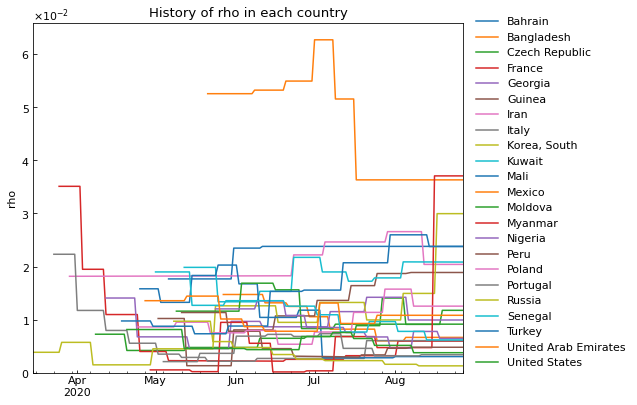 History of rho in each country
×10⁻²
6
5
4
3
2
1
0
rho
Apr
2020
May
Jun
Jul
Aug
Bahrain
Bangladesh
Czech Republic
France
Georgia
Guinea
Iran
Italy
Korea, South
Kuwait
Mali
Mexico
Moldova
Myanmar
Nigeria
Peru
Poland
Portugal
Russia
Senegal
Turkey
United Arab Emirates
United States